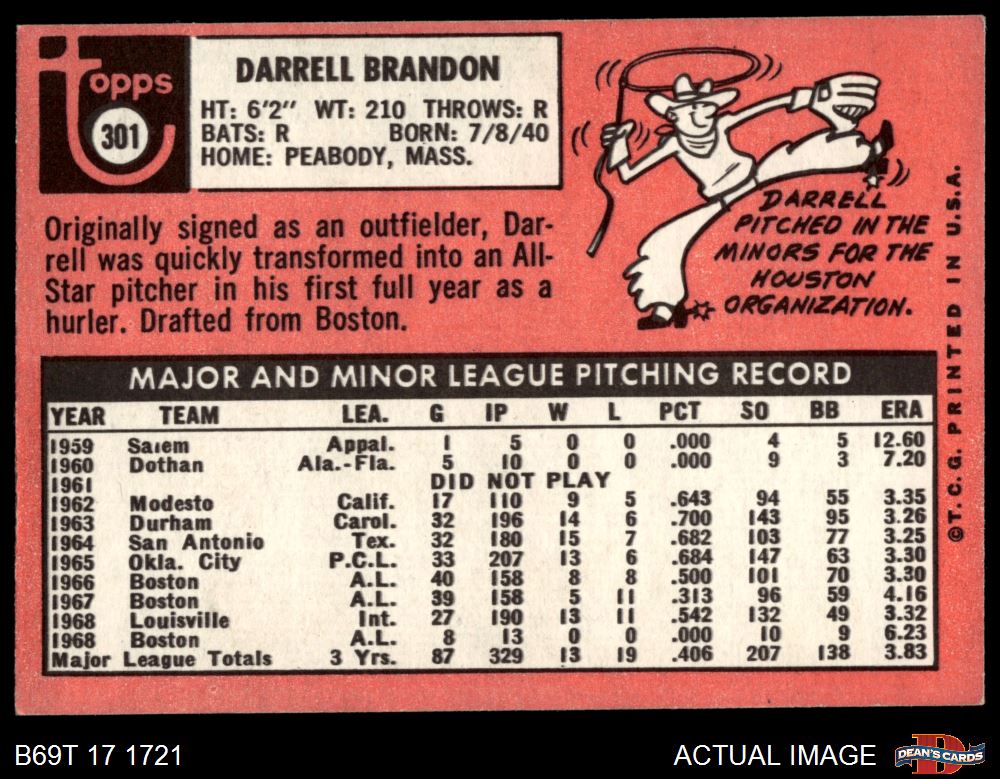 topps
301
DARRELL BRANDON
HT: 6'2" WT: 210 THROWS: R
BATS: R BORN: 7/8/40
HOME: PEABODY, MASS.
Originally signed as an outfielder, Dar-
rell was quickly transformed into an All-
Star pitcher in his first full year as a
hurler. Drafted from Boston.
DARRELL
PITCHED IN THE
MINORS FOR THE
HOUSTON
ORGANIZATION.
©T.C.G. PRINTED IN U.S.A.
MAJOR AND MINOR LEAGUE PITCHING RECORD
YEAR TEAM LEA. G IP W L PCT SO BB ERA
1959 Salem Appal. 1 5 0 0 .000 4 5 12.60
1960 Dothan Ala.-Fla. 5 10 0 0 .000 9 3 7.20
1961 DID NOT PLAY
1962 Modesto Calif. 17 110 9 5 .643 94 55 3.35
1963 Durham Carol. 32 196 14 6 .700 143 95 3.26
1964 San Antonio Tex. 32 180 15 7 .682 103 77 3.25
1965 Okla. City P.C.L. 33 207 13 6 .684 147 63 3.30
1966 Boston A.L. 40 158 8 8 .500 101 70 3.30
1967 Boston A.L. 39 158 5 11 .313 96 59 4.16
1968 Louisville Int. 27 190 13 11 .542 132 49 3.32
1968 Boston A.L. 8 13 0 0 .000 10 9 6.23
Major League Totals 3 Yrs. 87 329 13 19 .406 207 138 3.83
B69T 17 1721
ACTUAL IMAGE
DEAN'S CARDS